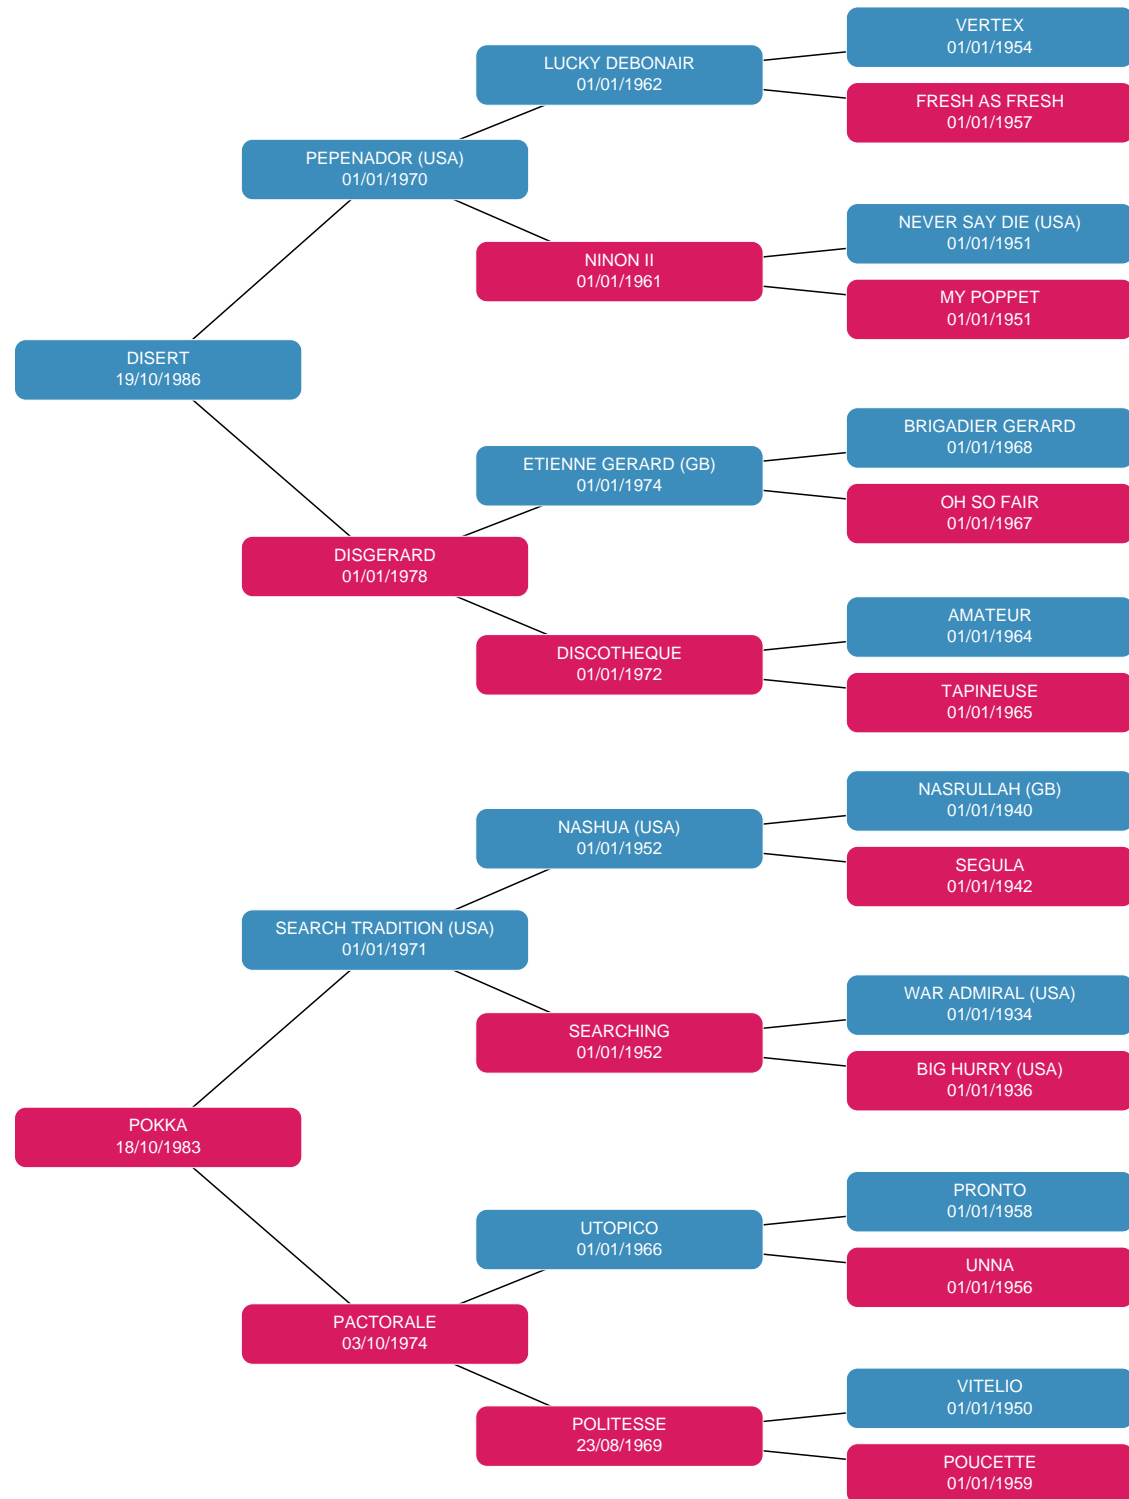 VERTEX
01/01/1954
LUCKY DEBONAIR
01/01/1962
FRESH AS FRESH
01/01/1957
PEPENADOR (USA)
01/01/1970
NEVER SAY DIE (USA)
01/01/1951
NINON II
01/01/1961
MY POPPET
01/01/1951
DISERT
19/10/1986
BRIGADIER GERARD
01/01/1968
ETIENNE GERARD (GB)
01/01/1974
OH SO FAIR
01/01/1967
DISGERARD
01/01/1978
AMATEUR
01/01/1964
DISCOTHEQUE
01/01/1972
TAPINEUSE
01/01/1965
NASRULLAH (GB)
01/01/1940
NASHUA (USA)
01/01/1952
SEGULA
01/01/1942
SEARCH TRADITION (USA)
01/01/1971
WAR ADMIRAL (USA)
01/01/1934
SEARCHING
01/01/1952
BIG HURRY (USA)
01/01/1936
POKKA
18/10/1983
PRONTO
01/01/1958
UTOPICO
01/01/1966
UNNA
01/01/1956
PACTORALE
03/10/1974
VITELIO
01/01/1950
POLITESSE
23/08/1969
POUCETTE
01/01/1959